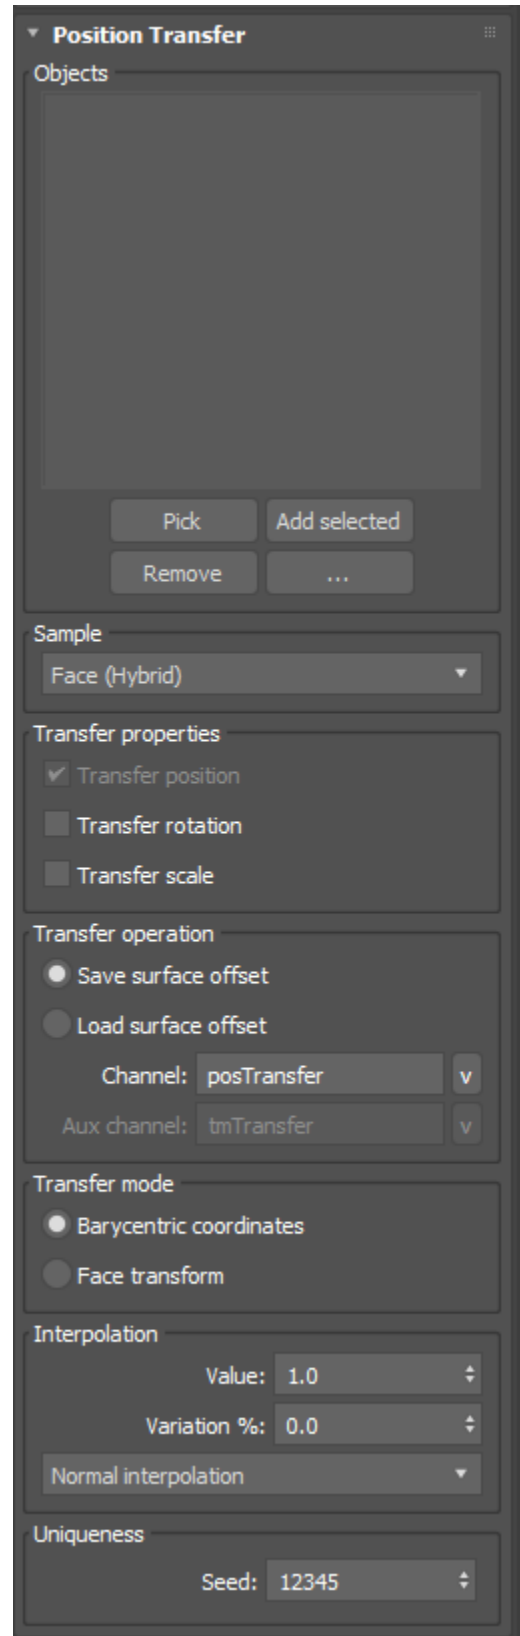 Position Transfer
Objects
Pick Add selected
Remove ...
Sample
Face (Hybrid)
Transfer properties
Transfer position
Transfer rotation
Transfer scale
Transfer operation
Save surface offset
Load surface offset
Channel: posTransfer v
Aux channel: tmTransfer v
Transfer mode
Barycentric coordinates
Face transform
Interpolation
Value: 1.0
Variation %: 0.0
Normal interpolation
Uniqueness
Seed: 12345